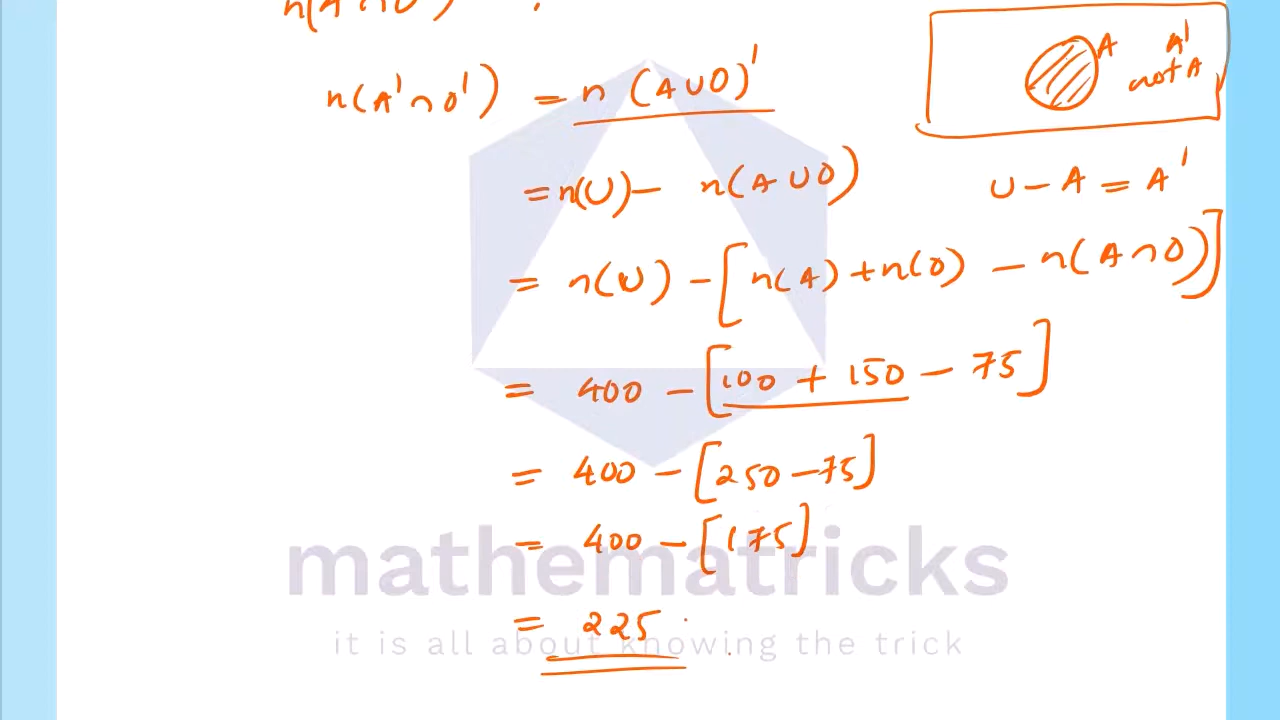 n(A'∩O') = n (A∪O)'
A A'
not A
= n(U) - n(A∪O) U - A = A'
= n(U) - [n(A) + n(O) - n(A∩O)]
= 400 - [100 + 150 - 75]
= 400 - [250 - 75]
= 400 - [175]
mathematricks
= 225
it is all about knowing the trick